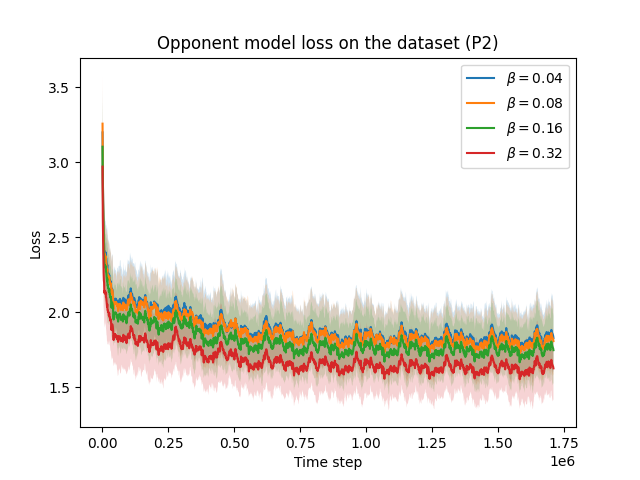 Opponent model loss on the dataset (P2)
Loss
3.5
3.0
2.5
2.0
1.5
β = 0.04
β = 0.08
β = 0.16
β = 0.32
0.00 0.25 0.50 0.75 1.00 1.25 1.50 1.75
1e6
Time step